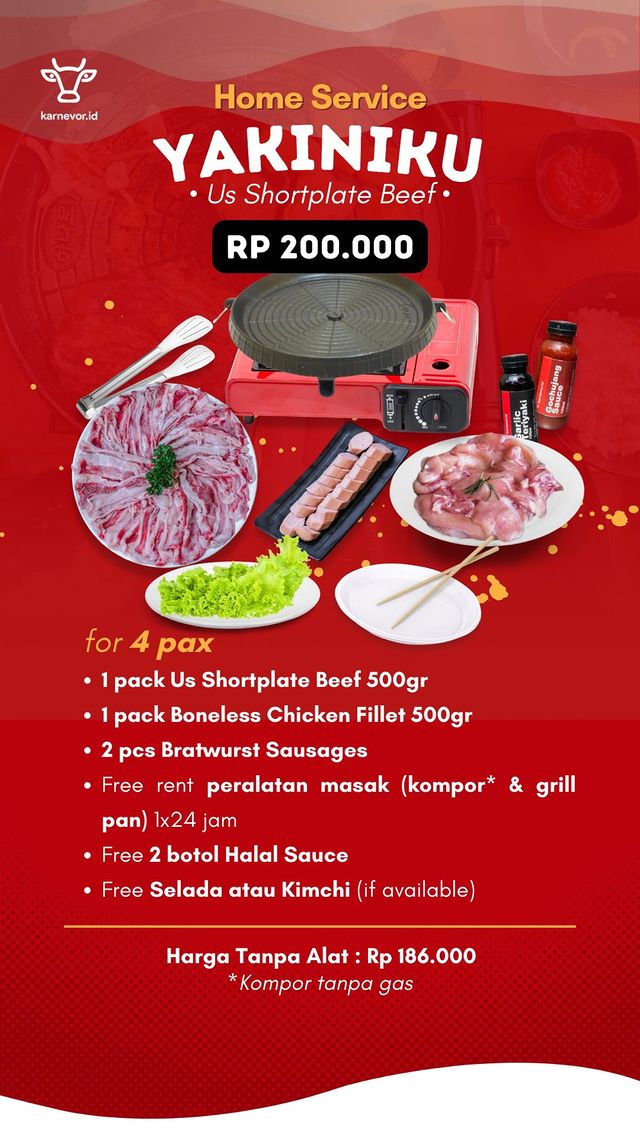 karnevor.id
Home Service
YAKINIKU
• Us Shortplate Beef •
RP 200.000
Garlic
Teriyaki
Gochujang
Sauce
for 4 pax
• 1 pack Us Shortplate Beef 500gr
• 1 pack Boneless Chicken Fillet 500gr
• 2 pcs Bratwurst Sausages
• Free rent peralatan masak (kompor* & grill
pan) 1x24 jam
• Free 2 botol Halal Sauce
• Free Selada atau Kimchi (if available)
Harga Tanpa Alat : Rp 186.000
*Kompor tanpa gas